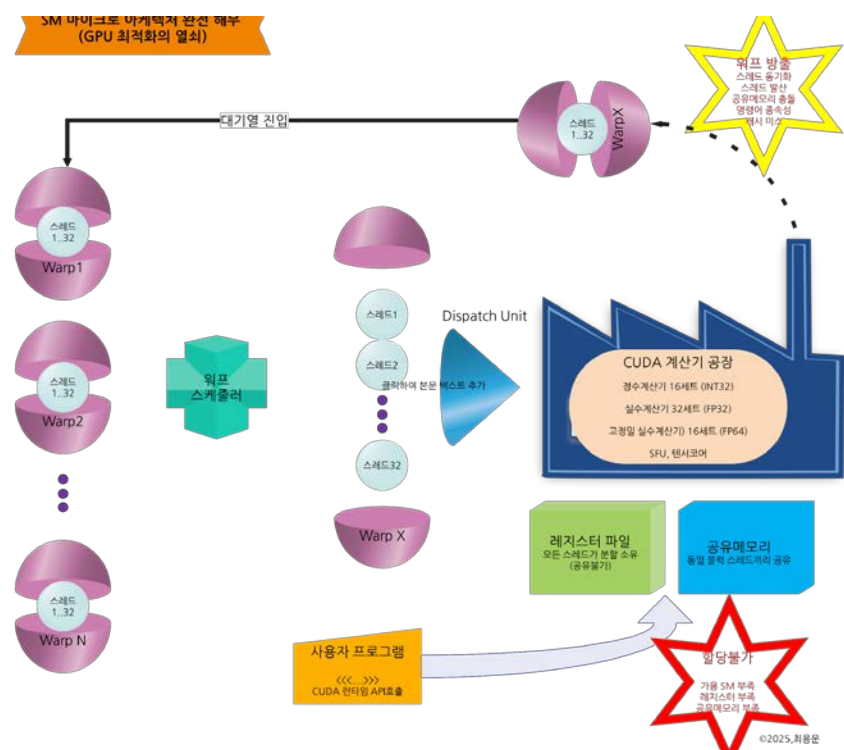 SM 마이크로 아케텍처 완전 해부
(GPU 최적화의 열쇠)
워프 방출
스레드 동기화
스레드 발산
공유메모리 충돌
명령어 종속성
캐시 미스
대기열 진입
스레드
1..32
WarpX
스레드
1..32
Warp1
스레드
1..32
Warp2
스레드
1..32
Warp N
워프
스케줄러
스레드1
스레드2
클릭하여 본문 텍스트 추가
스레드32
Warp X
Dispatch Unit
CUDA 계산기 공장
정수계산기 16세트 (INT32)
실수계산기 32세트 (FP32)
고정밀 실수계산기) 16세트 (FP64)
SFU, 텐서코어
레지스터 파일
모든 스레드가 분할 소유
(공유불가)
공유메모리
동일 블럭 스레드끼리 공유
사용자 프로그램
<<<....>>>
CUDA 런타임 API호출
할당불가
가용 SM 부족
레지스터 부족
공유메모리 부족
©2025,최용운